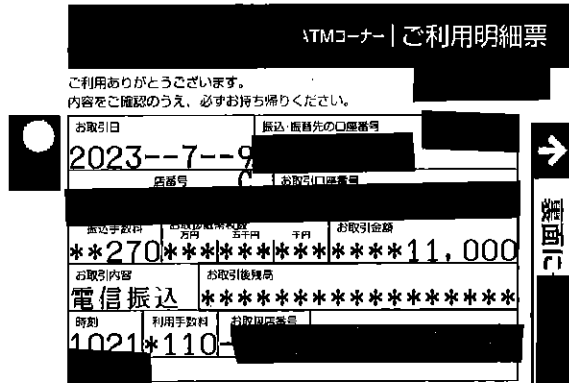 ATMコーナー ご利用明細票
ご利用ありがとうございます。
内容をご確認のうえ、必ずお持ち帰りください。
お取引日 振込・振替先の口座番号
2023--7--9
店番号 お取引口座番号
振込手数料 万円 五千円 千円 お取引金額
**270 *** *** *** ****11,000
お取引内容 お取引後残高
電信振込 *****************
時刻 利用手数料 お取扱店番号
1021 *110-
裏面に